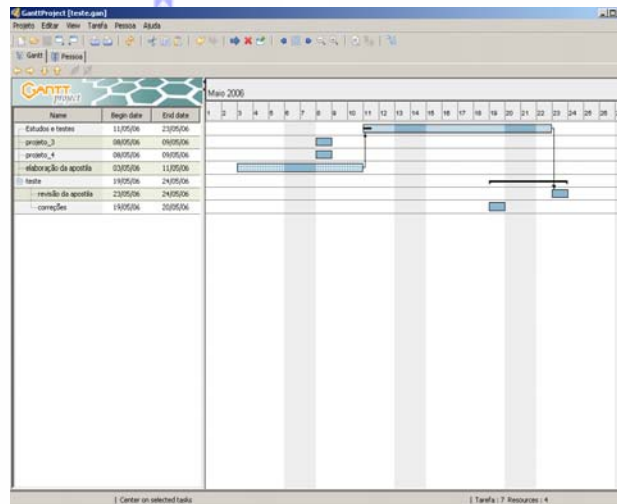 GanttProject [teste.gan]
Projeto Editar View Tarefa Pessoa Ajuda
Gantt Pessoa
GANTT project
Maio 2006
Name Begin date End date 1 2 3 4 5 6 7 8 9 10 11 12 13 14 15 16 17 18 19 20 21 22 23 24 25 26
Estudos e testes 11/05/06 23/05/06
projeto_3 08/05/06 09/05/06
projeto_4 08/05/06 09/05/06
elaboração da apostila 03/05/06 11/05/06
teste 19/05/06 24/05/06
revisão da apostila 23/05/06 24/05/06
correções 19/05/06 20/05/06
Center on selected tasks Tarefa : 7 Resources : 4